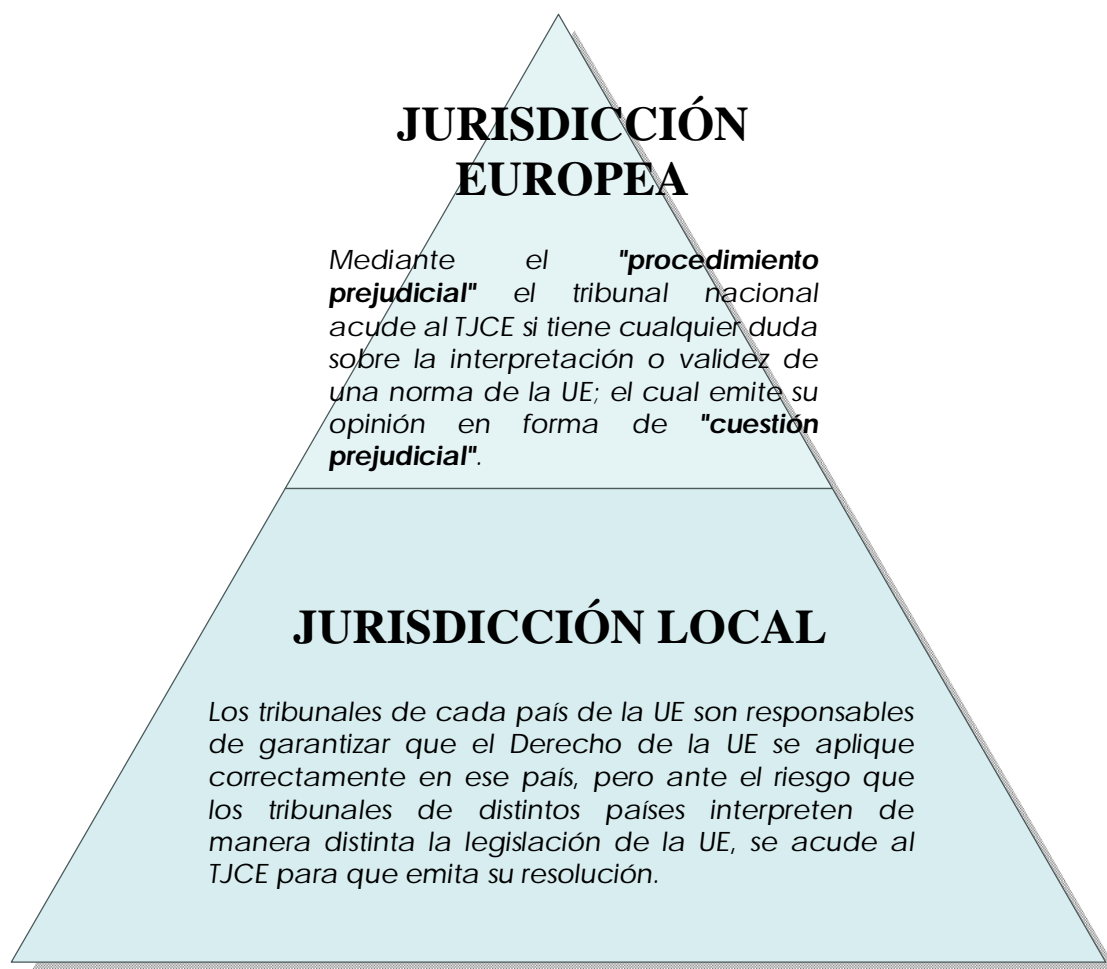 JURISDICCIÓN
EUROPEA
Mediante el "procedimiento
prejudicial" el tribunal nacional
acude al TJCE si tiene cualquier duda
sobre la interpretación o validez de
una norma de la UE; el cual emite su
opinión en forma de "cuestión
prejudicial".
JURISDICCIÓN LOCAL
Los tribunales de cada país de la UE son responsables
de garantizar que el Derecho de la UE se aplique
correctamente en ese país, pero ante el riesgo que
los tribunales de distintos países interpreten de
manera distinta la legislación de la UE, se acude al
TJCE para que emita su resolución.